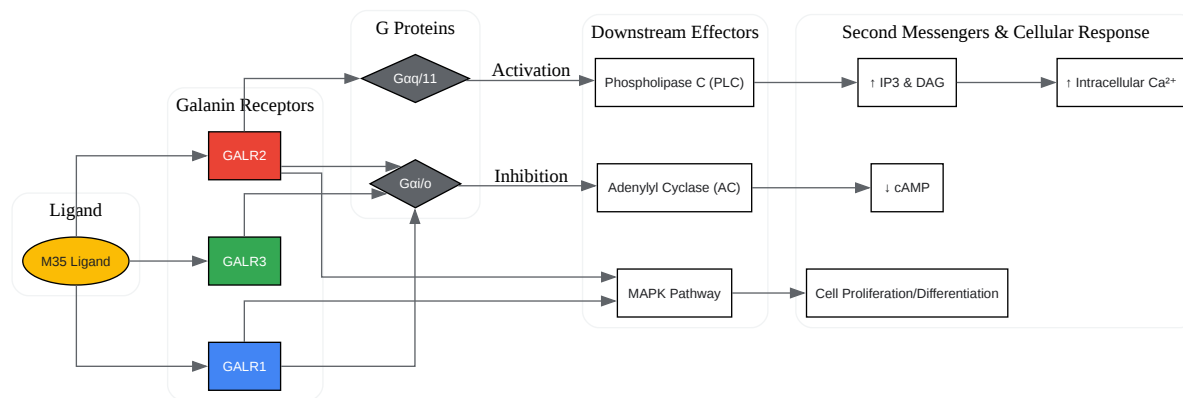 G Proteins
Downstream Effectors
Second Messengers & Cellular Response
Gαq/11
Activation
Phospholipase C (PLC)
↑ IP3 & DAG
↑ Intracellular Ca²⁺
Galanin Receptors
GALR2
Gαi/o
Inhibition
Adenylyl Cyclase (AC)
↓ cAMP
Ligand
M35 Ligand
GALR3
MAPK Pathway
Cell Proliferation/Differentiation
GALR1